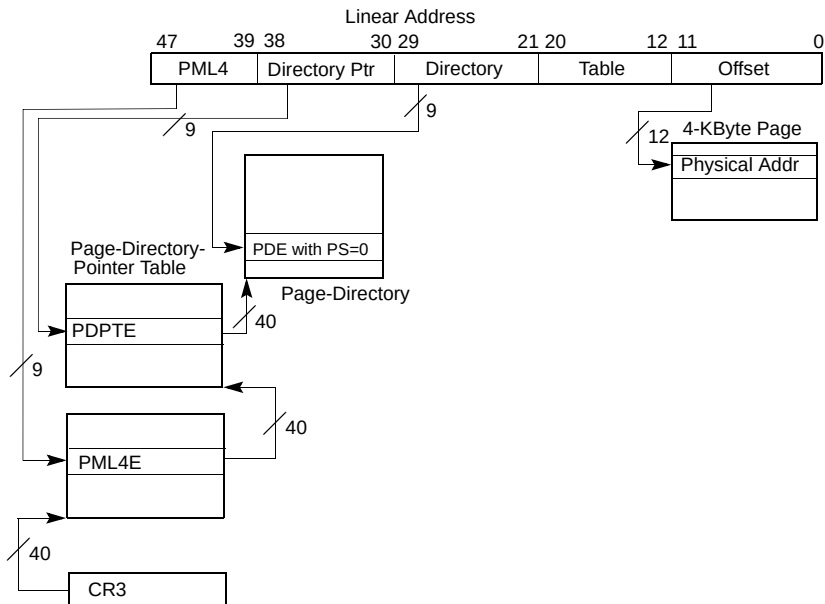 Linear Address
47 39 38 30 29 21 20 12 11 0
PML4 Directory Ptr Directory Table Offset
9
9
12
4-KByte Page
Physical Addr
PDE with PS=0
Page-Directory-
Pointer Table
Page-Directory
PDPTE
40
9
40
PML4E
40
CR3